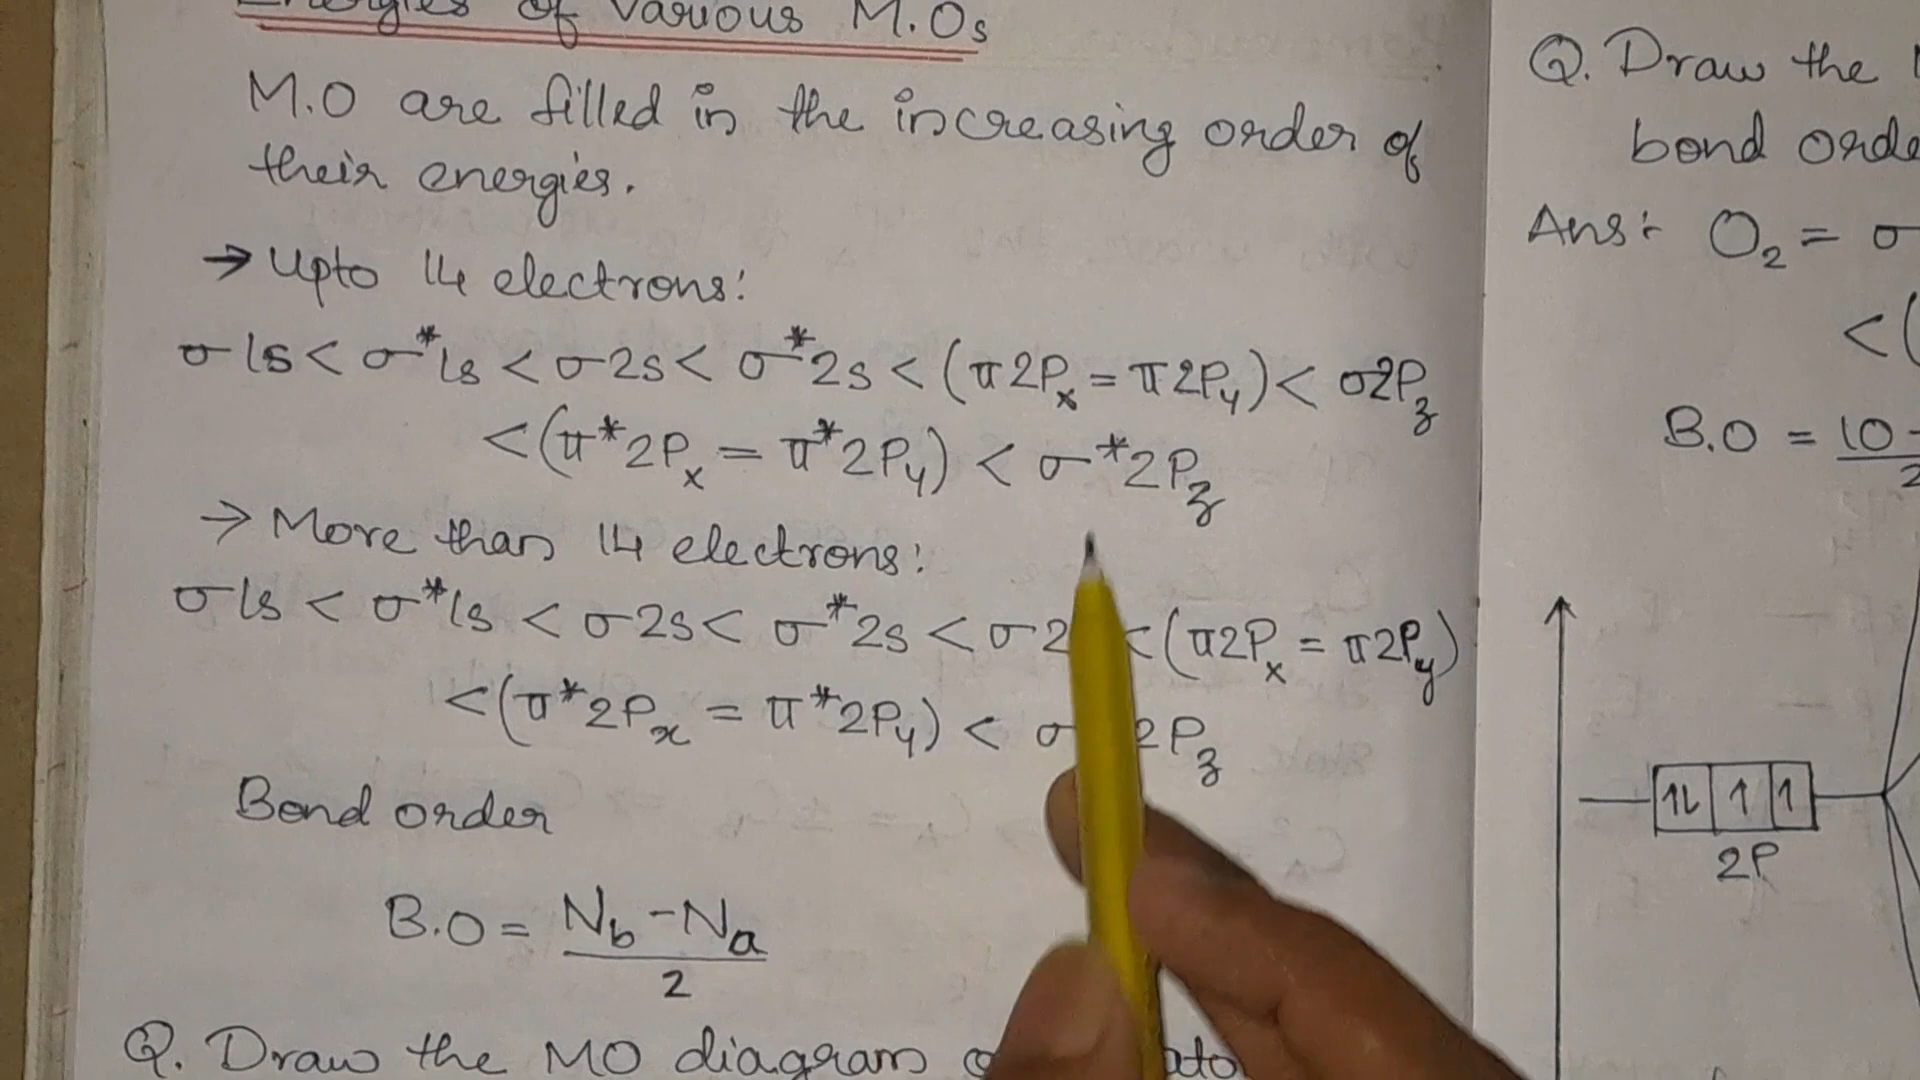 Energies of Various M.Os
M.O are filled in the increasing order of
their energies.
→ Upto 14 electrons:
σ1s < σ*1s < σ2s < σ*2s < (π2Px = π2Py) < σ2Pz
< (π*2Px = π*2Py) < σ*2Pz
→ More than 14 electrons:
σ1s < σ*1s < σ2s < σ*2s < σ2 < (π2Px = π2Py)
< (π*2Px = π*2Py) < σ 2Pz
Bond order
B.O = Nb - Na
2
Q. Draw the MO diagram
Q. Draw the
bond
Ans:- O2 = σ
< (
B.O = 10 -
2
1L 1 1
2P